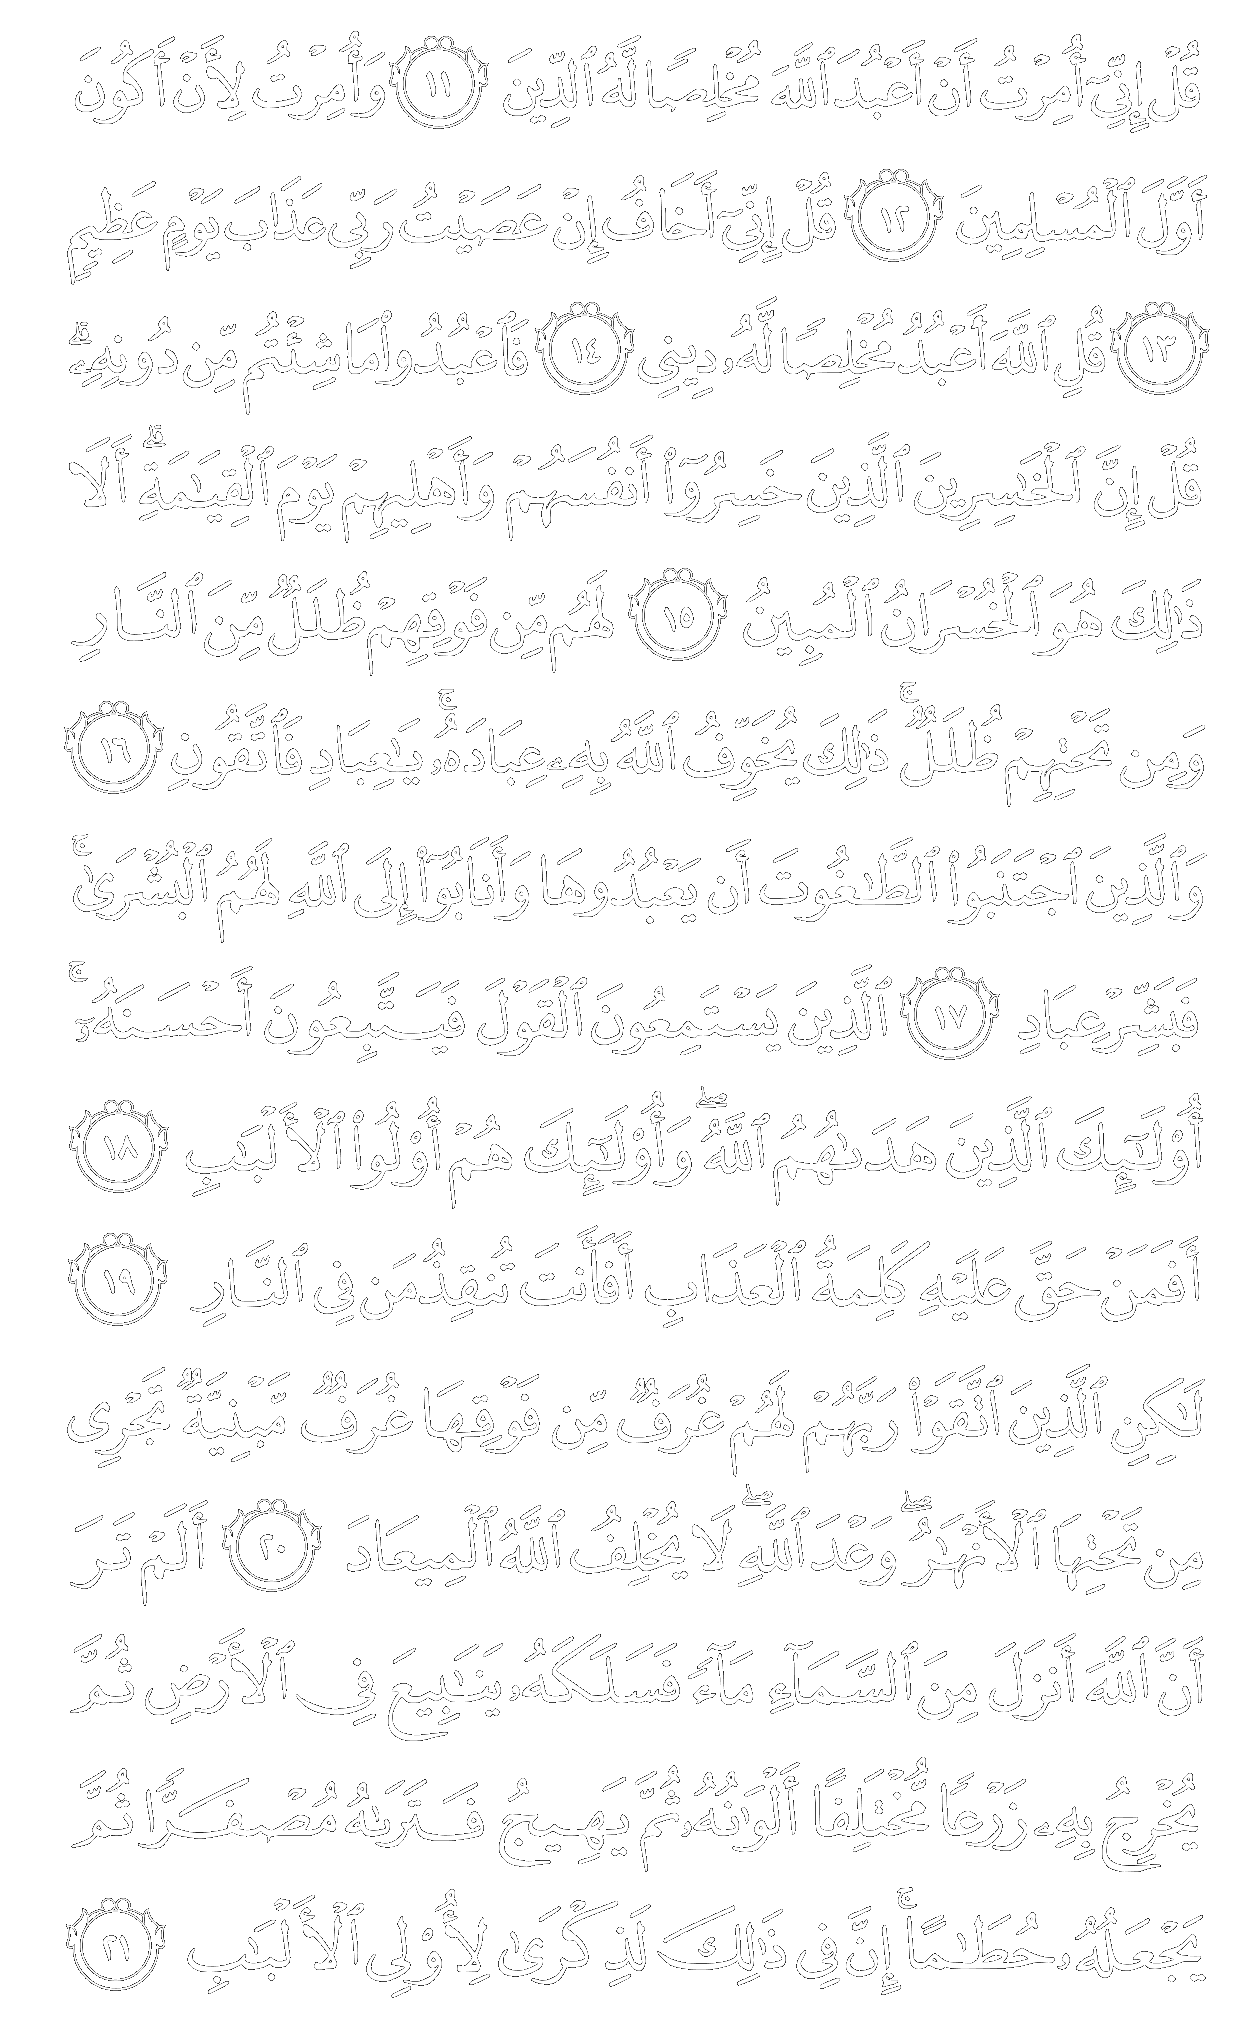 قُلْ إِنِّيٓ أُمِرْتُ أَنْ أَعْبُدَ ٱللَّهَ مُخْلِصًا لَّهُ ٱلدِّينَ ١١ وَأُمِرْتُ لِأَنْ أَكُونَ
أَوَّلَ ٱلْمُسْلِمِينَ ١٢ قُلْ إِنِّيٓ أَخَافُ إِنْ عَصَيْتُ رَبِّي عَذَابَ يَوْمٍ عَظِيمٍ
١٣ قُلِ ٱللَّهَ أَعْبُدُ مُخْلِصًا لَّهُۥ دِينِي ١٤ فَٱعْبُدُوا۟ مَا شِئْتُم مِّن دُونِهِۦۗ
قُلْ إِنَّ ٱلْخَـٰسِرِينَ ٱلَّذِينَ خَسِرُوٓا۟ أَنفُسَهُمْ وَأَهْلِيهِمْ يَوْمَ ٱلْقِيَـٰمَةِۗ أَلَا
ذَٰلِكَ هُوَ ٱلْخُسْرَانُ ٱلْمُبِينُ ١٥ لَهُم مِّن فَوْقِهِمْ ظُلَلٌ مِّنَ ٱلنَّارِ
وَمِن تَحْتِهِمْ ظُلَلٌۚ ذَٰلِكَ يُخَوِّفُ ٱللَّهُ بِهِۦ عِبَادَهُۥۚ يَـٰعِبَادِ فَٱتَّقُونِ ١٦
وَٱلَّذِينَ ٱجْتَنَبُوا۟ ٱلطَّـٰغُوتَ أَن يَعْبُدُوهَا وَأَنَابُوٓا۟ إِلَى ٱللَّهِ لَهُمُ ٱلْبُشْرَىٰۚ
فَبَشِّرْ عِبَادِ ١٧ ٱلَّذِينَ يَسْتَمِعُونَ ٱلْقَوْلَ فَيَتَّبِعُونَ أَحْسَنَهُۥٓۚ
أُو۟لَـٰٓئِكَ ٱلَّذِينَ هَدَىٰهُمُ ٱللَّهُۖ وَأُو۟لَـٰٓئِكَ هُمْ أُو۟لُوا۟ ٱلْأَلْبَـٰبِ ١٨
أَفَمَنْ حَقَّ عَلَيْهِ كَلِمَةُ ٱلْعَذَابِ أَفَأَنتَ تُنقِذُ مَن فِي ٱلنَّارِ ١٩
لَـٰكِنِ ٱلَّذِينَ ٱتَّقَوْا۟ رَبَّهُمْ لَهُمْ غُرَفٌ مِّن فَوْقِهَا غُرَفٌ مَّبْنِيَّةٌ تَجْرِي
مِن تَحْتِهَا ٱلْأَنْهَـٰرُۖ وَعْدَ ٱللَّهِۖ لَا يُخْلِفُ ٱللَّهُ ٱلْمِيعَادَ ٢٠ أَلَمْ تَرَ
أَنَّ ٱللَّهَ أَنزَلَ مِنَ ٱلسَّمَآءِ مَآءً فَسَلَكَهُۥ يَنَـٰبِيعَ فِي ٱلْأَرْضِ ثُمَّ
يُخْرِجُ بِهِۦ زَرْعًا مُّخْتَلِفًا أَلْوَٰنُهُۥ ثُمَّ يَهِيجُ فَتَرَىٰهُ مُصْفَرًّا ثُمَّ
يَجْعَلُهُۥ حُطَـٰمًاۚ إِنَّ فِي ذَٰلِكَ لَذِكْرَىٰ لِأُو۟لِي ٱلْأَلْبَـٰبِ ٢١